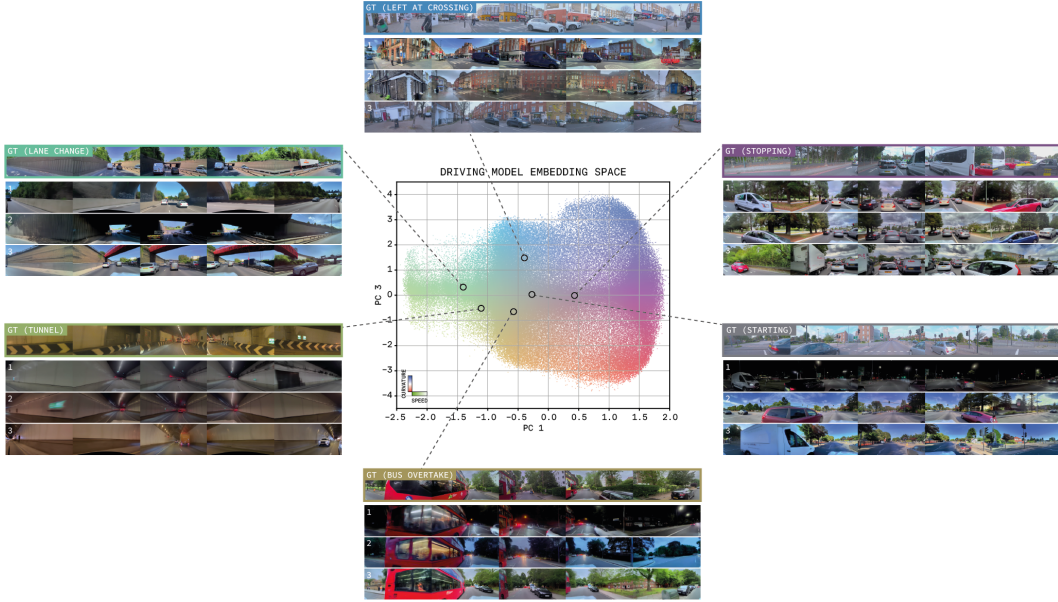 GT (LEFT AT CROSSING)
1
2
3
GT (LANE CHANGE)
1
2
3
GT (STOPPING)
1
2
3
DRIVING MODEL EMBEDDING SPACE
4
3
2
1
0
-1
-2
-3
-4
PC 3
CURVATURE
SPEED
-2.5 -2.0 -1.5 -1.0 -0.5 0.0 0.5 1.0 1.5 2.0
PC 1
GT (TUNNEL)
1
2
3
GT (STARTING)
1
2
3
GT (BUS OVERTAKE)
1
2
3